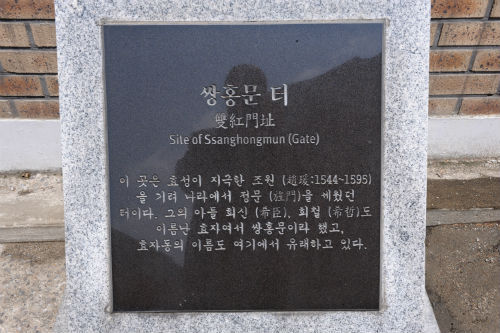 쌍홍문 터
雙紅門址
Site of Ssanghongmun (Gate)
이 곳은 효성이 지극한 조원 (趙瑗:1544~1595)
을 기려 나라에서 정문 (旌門)을 세웠던
터이다. 그의 아들 희신 (希臣), 희철 (希哲)도
이름난 효자여서 쌍홍문이라 했고,
효자동의 이름도 여기에서 유래하고 있다.